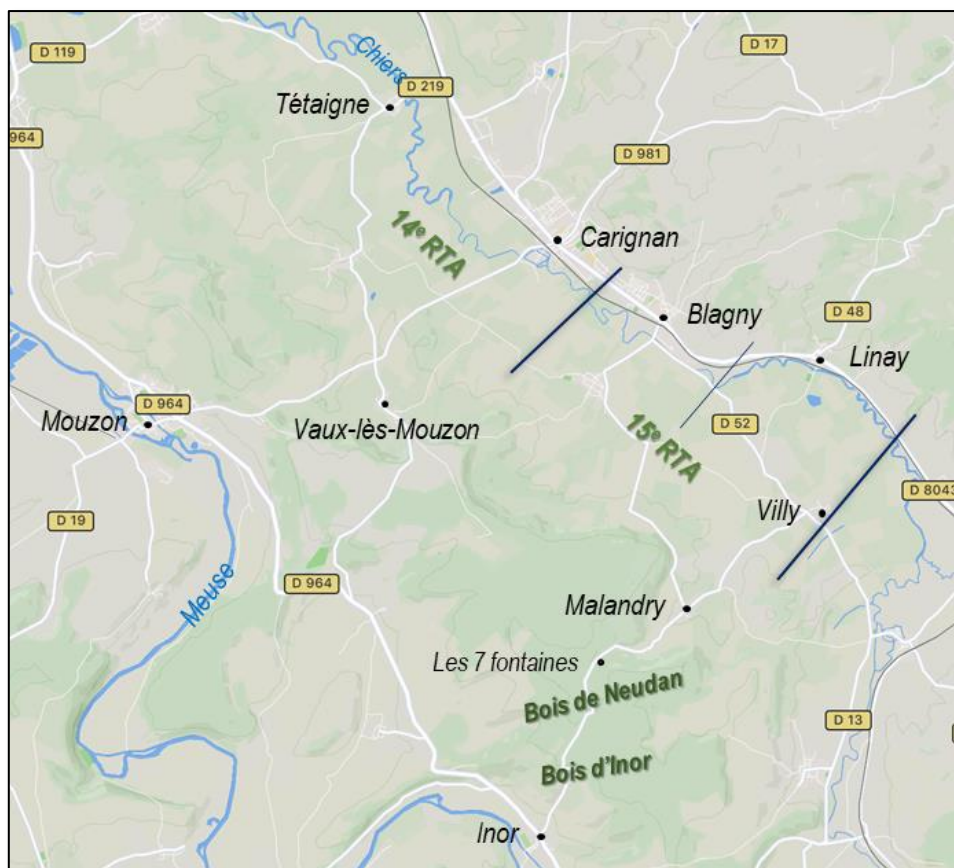 D 119
Chiers
D 17
D 219
Tétaigne
964
D 981
14e RTA
Carignan
Blagny
D 48
Linay
Mouzon
D 964
Vaux-lès-Mouzon
15e RTA
D 52
D 8043
Villy
D 19
Meuse
D 964
Malandry
Les 7 fontaines
Bois de Neudan
D 13
Bois d'Inor
Inor